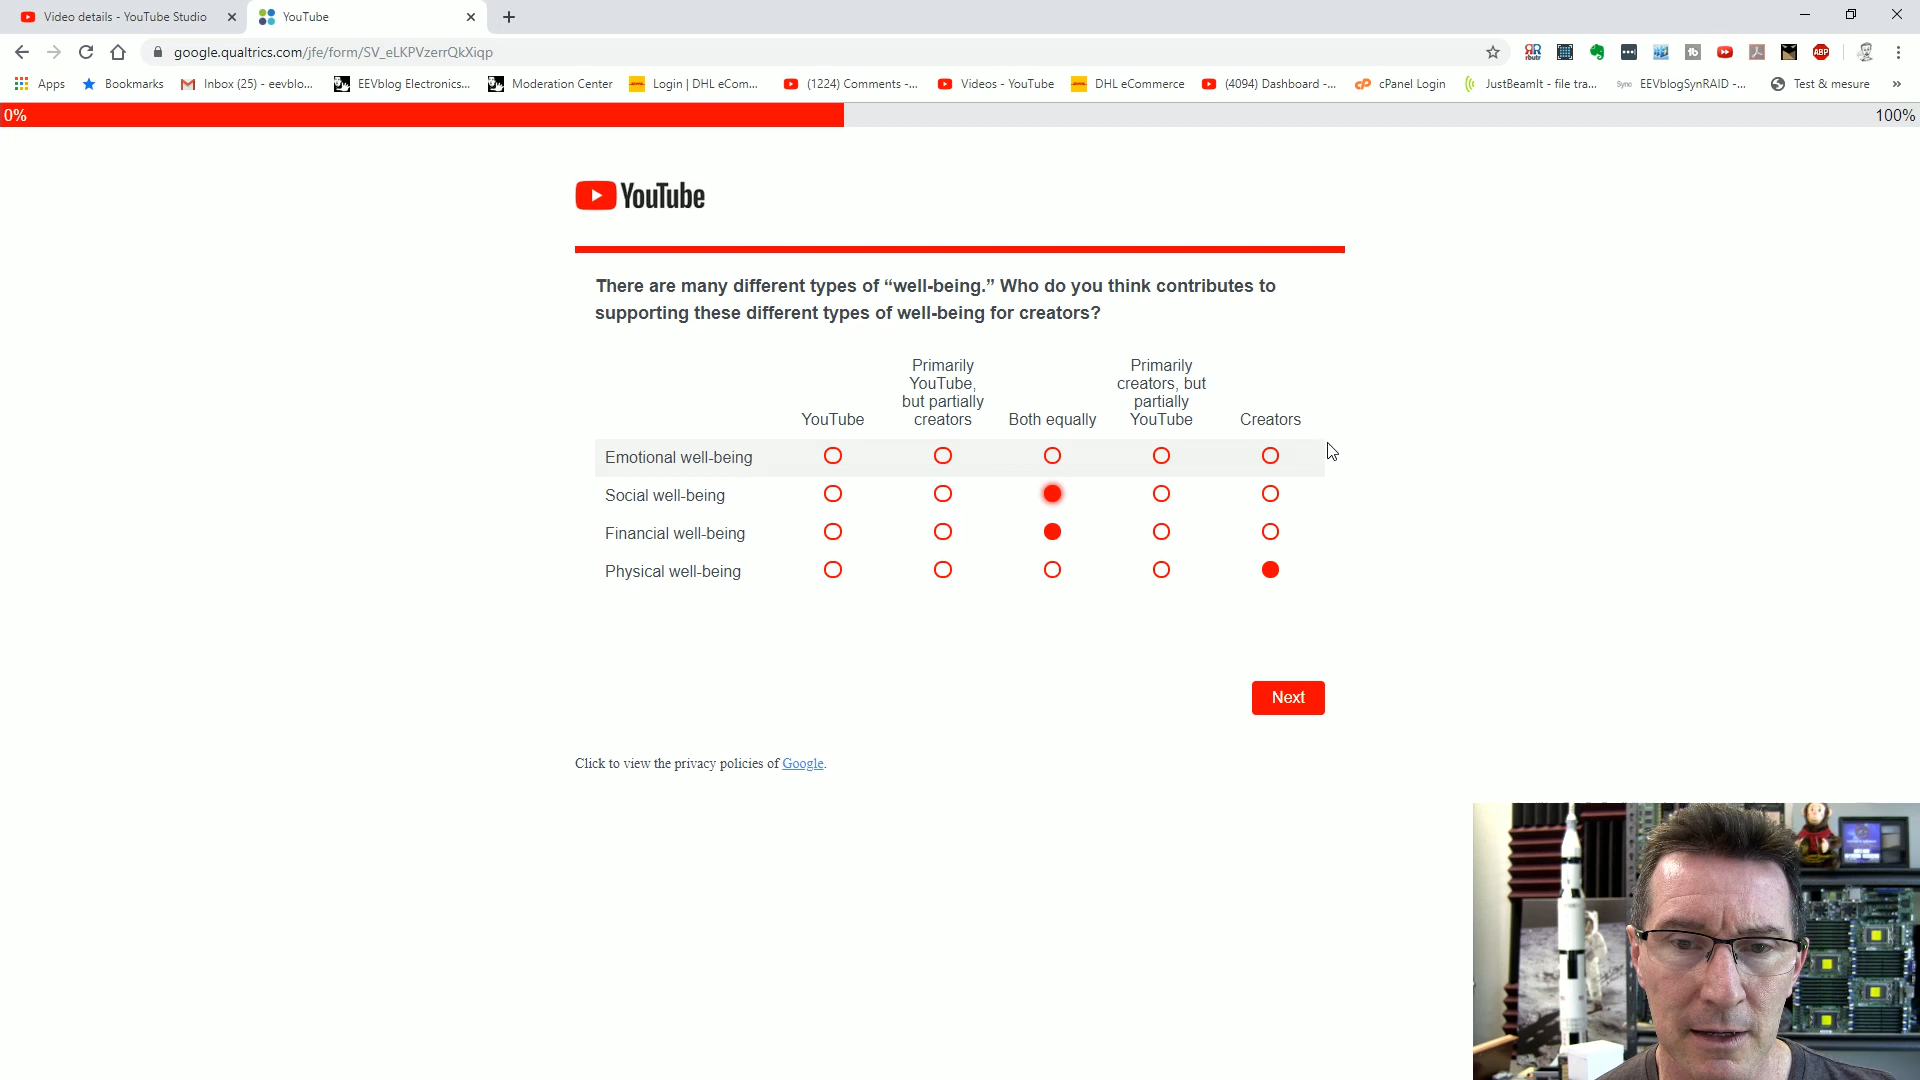 Video details - YouTube Studio
YouTube
google.qualtrics.com/jfe/form/SV_eLKPVzerrQkXiqp
Apps
Bookmarks
Inbox (25) - eevblo...
EEVblog Electronics...
Moderation Center
Login | DHL eCom...
(1224) Comments -...
Videos - YouTube
DHL eCommerce
(4094) Dashboard -...
cPanel Login
JustBeamIt - file tra...
EEVblogSynRAID -...
Test & mesure
0%
100%
YouTube
There are many different types of “well-being.” Who do you think contributes to
supporting these different types of well-being for creators?
YouTube
Primarily
YouTube,
but partially
creators
Both equally
Primarily
creators, but
partially
YouTube
Creators
Emotional well-being
Social well-being
Financial well-being
Physical well-being
Next
Click to view the privacy policies of Google.